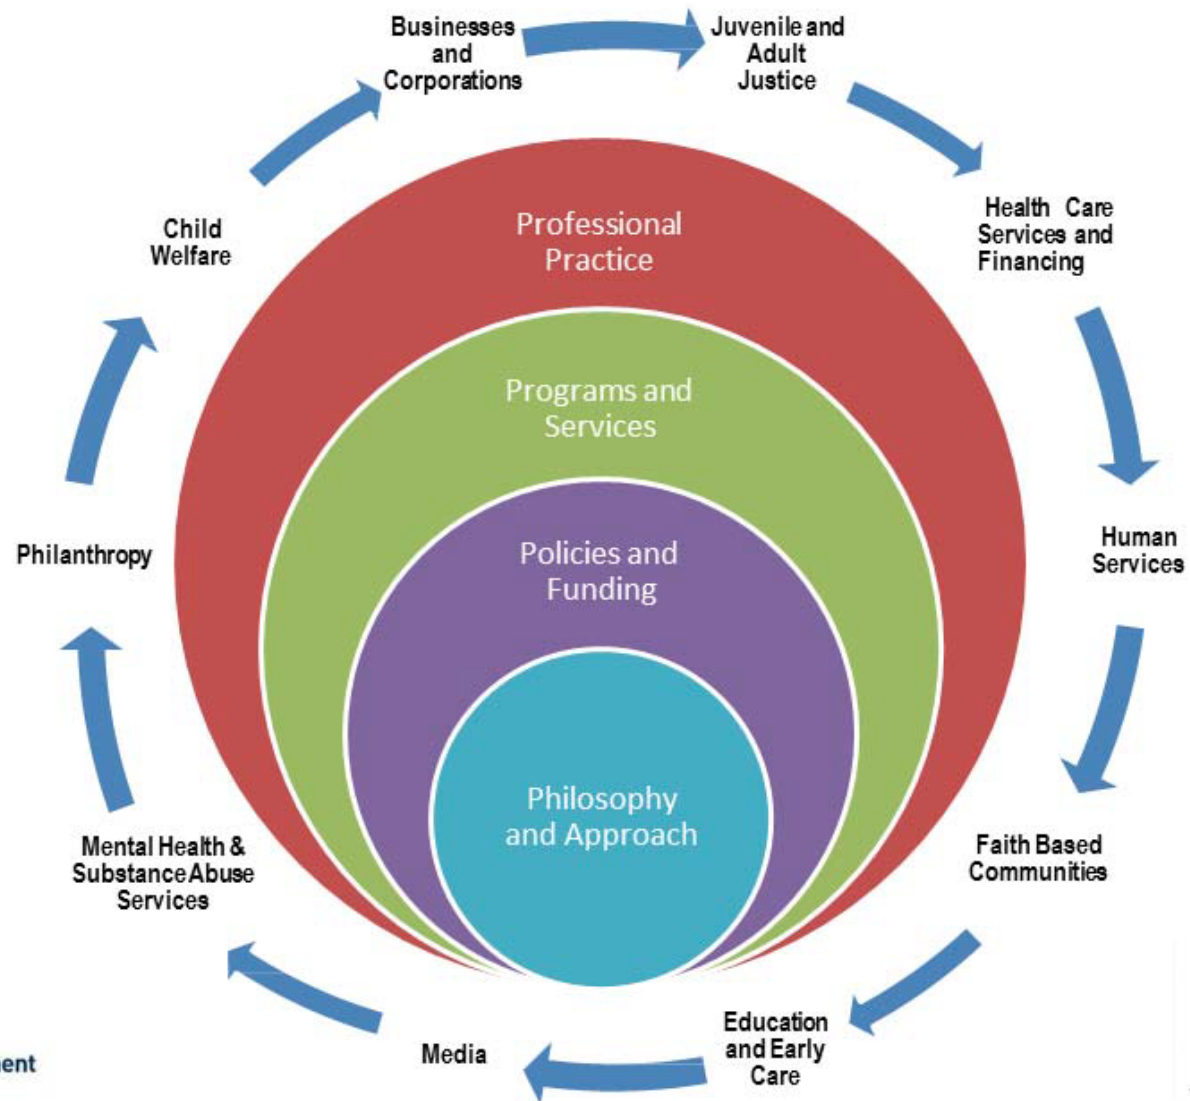 Businesses
and
Corporations
Juvenile and
Adult
Justice
Health Care
Services and
Financing
Human
Services
Faith Based
Communities
Education
and Early
Care
Media
Mental Health &
Substance Abuse
Services
Philanthropy
Child
Welfare
Professional
Practice
Programs and
Services
Policies and
Funding
Philosophy
and Approach